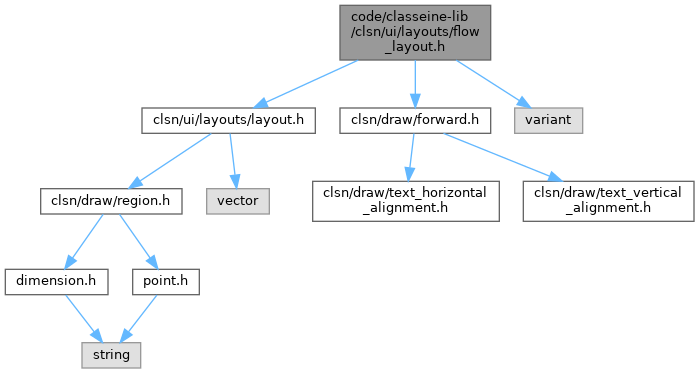 code/classeine-lib
/clsn/ui/layouts/flow
_layout.h
clsn/ui/layouts/layout.h
clsn/draw/forward.h
variant
clsn/draw/region.h
vector
clsn/draw/text_horizontal
_alignment.h
clsn/draw/text_vertical
_alignment.h
dimension.h
point.h
string